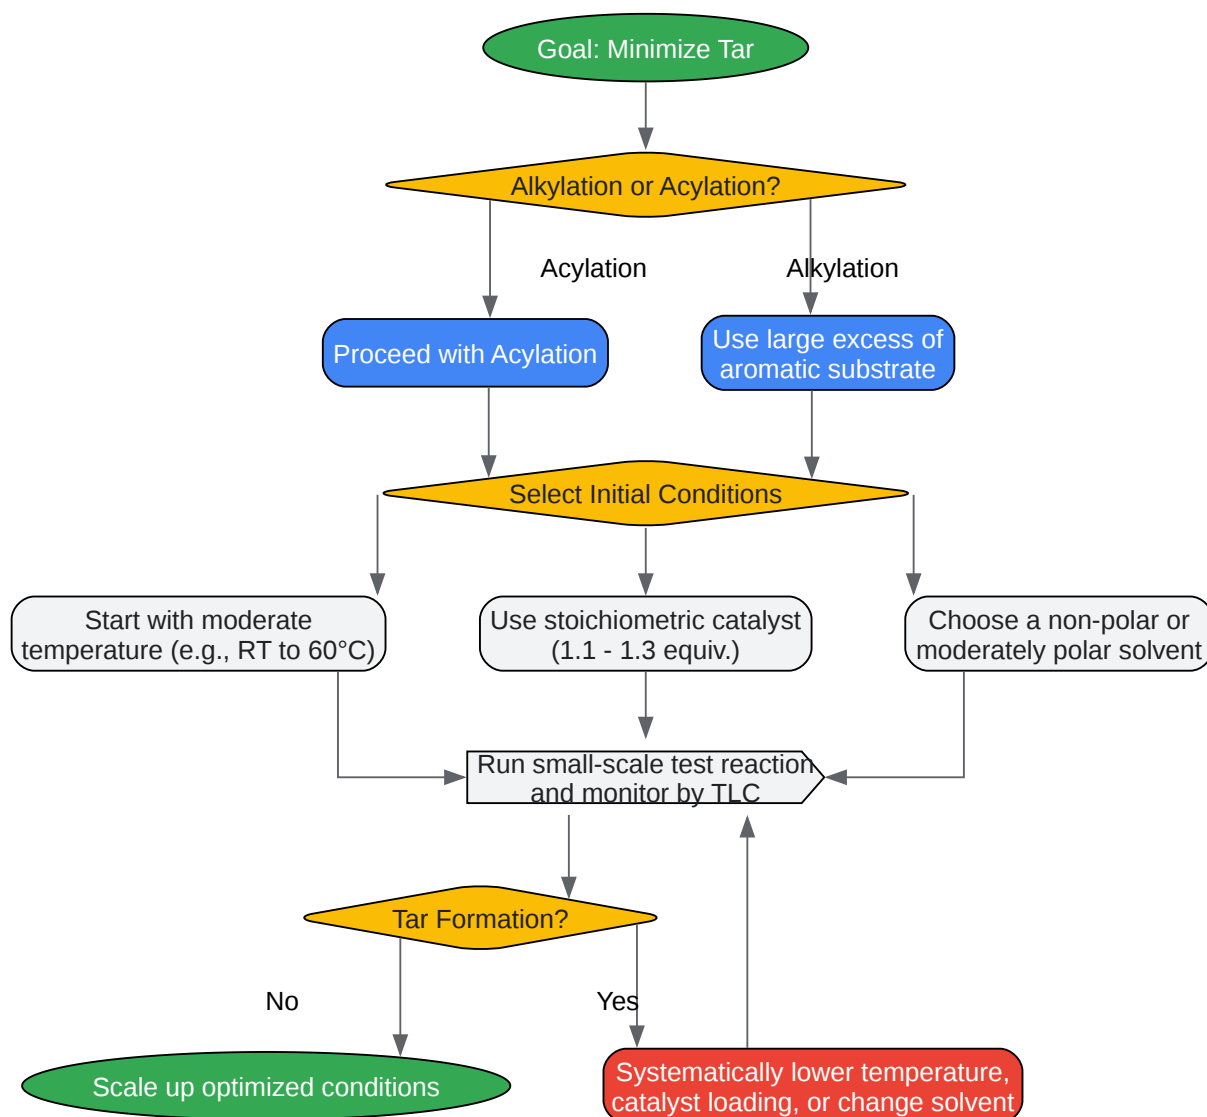 Goal: Minimize Tar
Alkylation or Acylation?
Acylation
Alkylation
Proceed with Acylation
Use large excess of
aromatic substrate
Select Initial Conditions
Start with moderate
temperature (e.g., RT to 60°C)
Use stoichiometric catalyst
(1.1 - 1.3 equiv.)
Choose a non-polar or
moderately polar solvent
Run small-scale test reaction
and monitor by TLC
Tar Formation?
No
Yes
Scale up optimized conditions
Systematically lower temperature,
catalyst loading, or change solvent